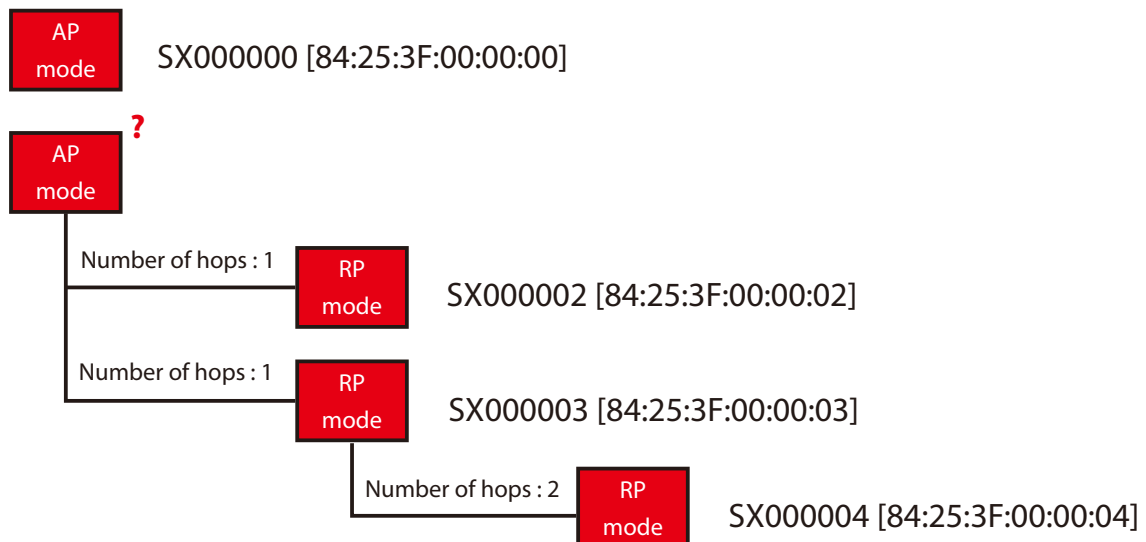 AP
mode
SX000000 [84:25:3F:00:00:00]
?
AP
mode
Number of hops : 1
RP
mode
SX000002 [84:25:3F:00:00:02]
Number of hops : 1
RP
mode
SX000003 [84:25:3F:00:00:03]
Number of hops : 2
RP
mode
SX000004 [84:25:3F:00:00:04]